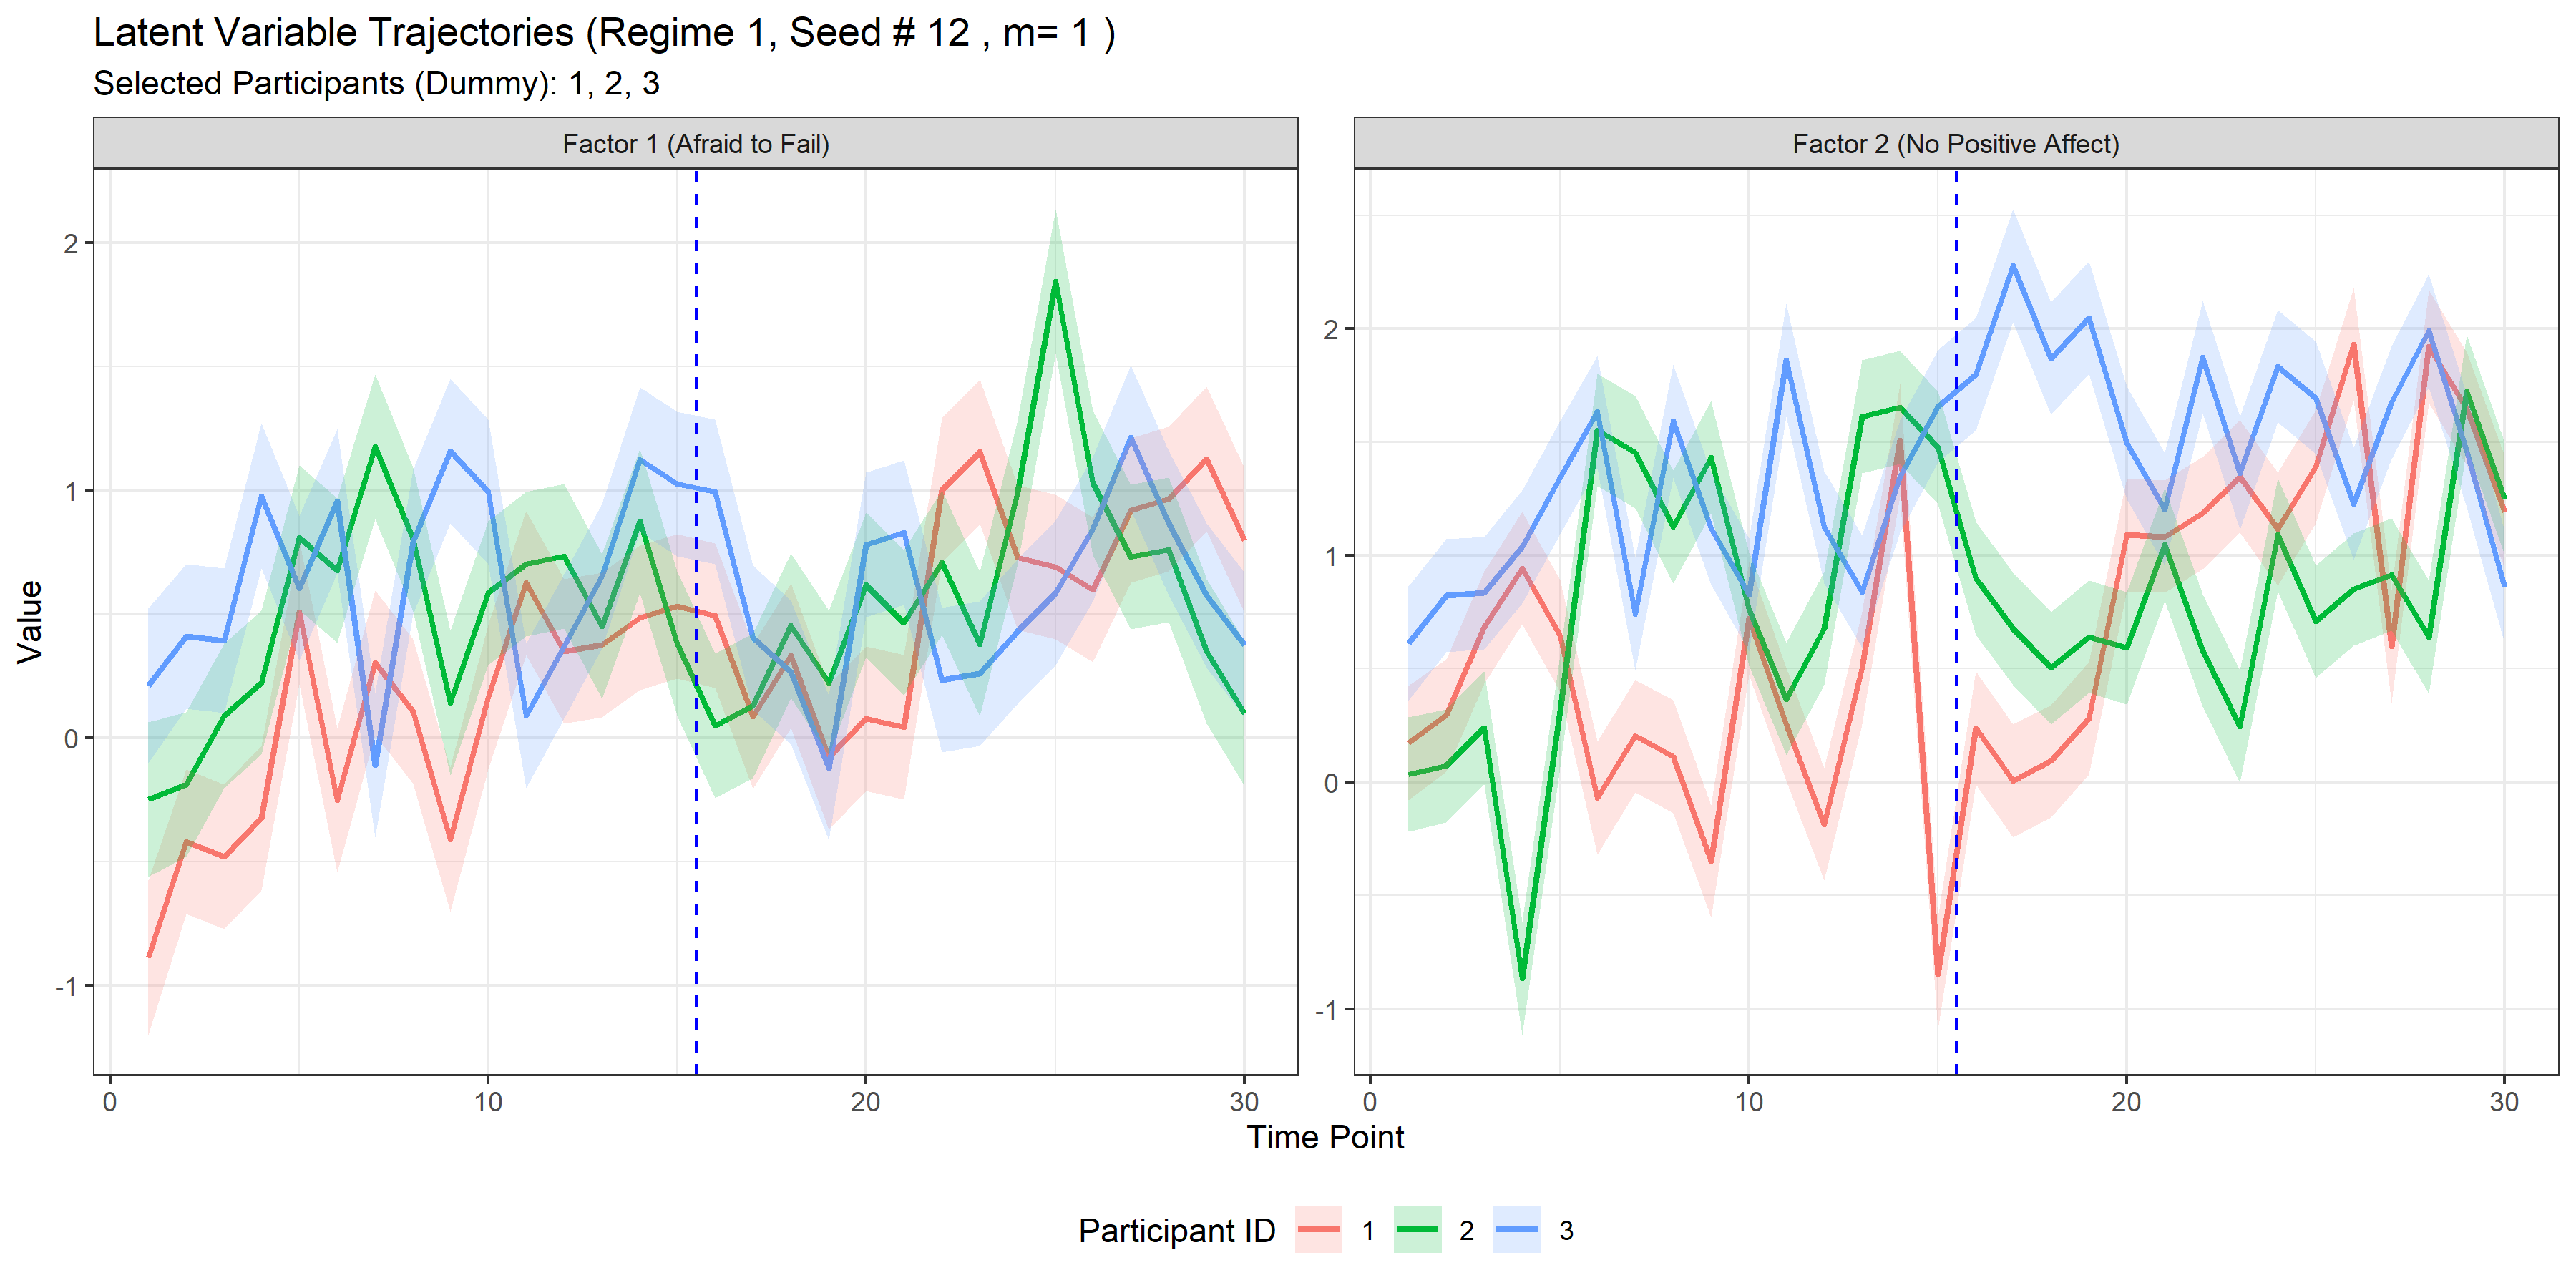 Latent Variable Trajectories (Regime 1, Seed # 12 , m= 1 )
Selected Participants (Dummy): 1, 2, 3
Factor 1 (Afraid to Fail)
Factor 2 (No Positive Affect)
Value
2
1
0
-1
2
1
0
-1
0 10 20 30
0 10 20 30
Time Point
Participant ID 1 2 3